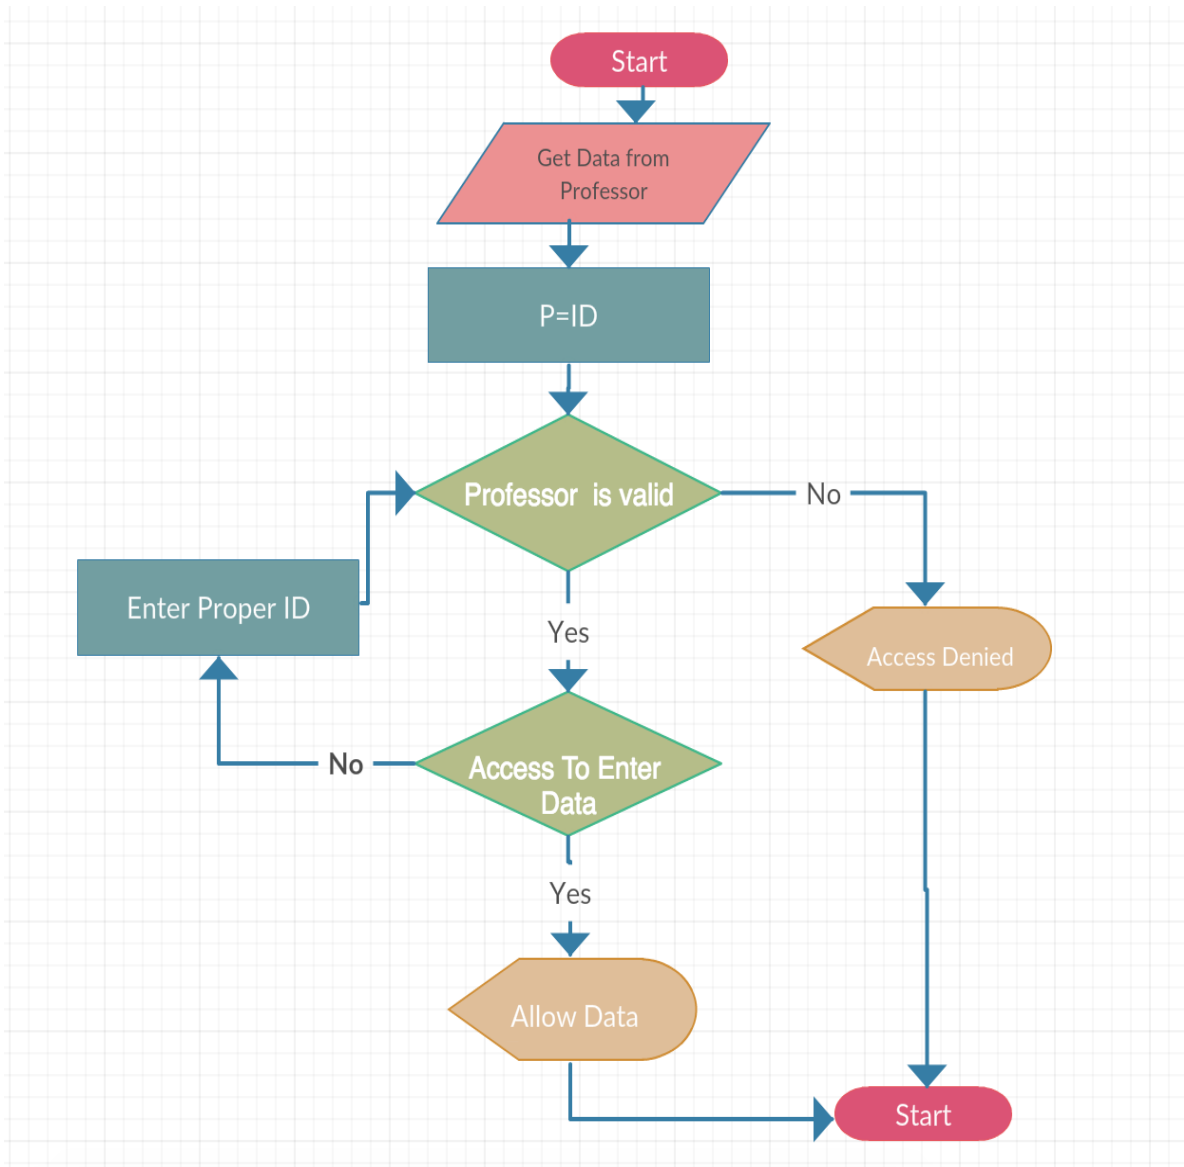 Start
Get Data from
Professor
P=ID
Professor is valid
No
Enter Proper ID
Yes
Access Denied
Access To Enter
Data
No
Yes
Allow Data
Start